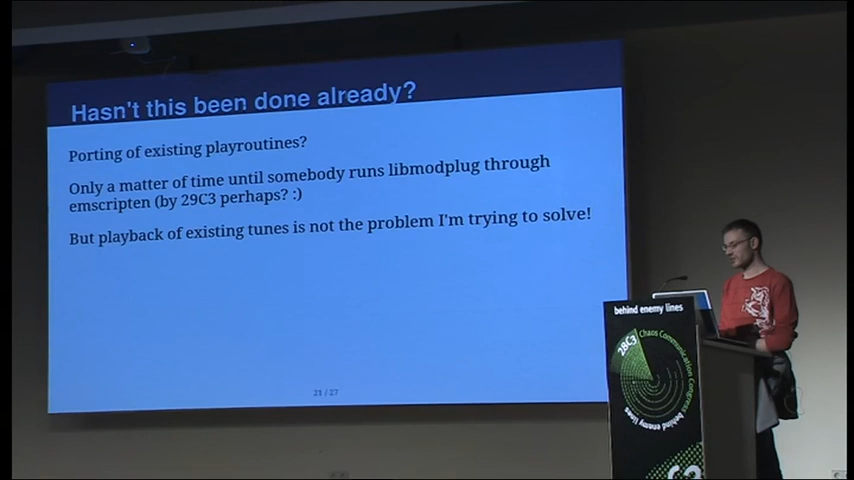 Hasn't this been done already?
Porting of existing playroutines?
Only a matter of time until somebody runs libmodplug through
emscripten (by 29C3 perhaps? :)
But playback of existing tunes is not the problem I'm trying to solve!
behind enemy lines
28C3 Chaos Communication Congress behind enemy lines